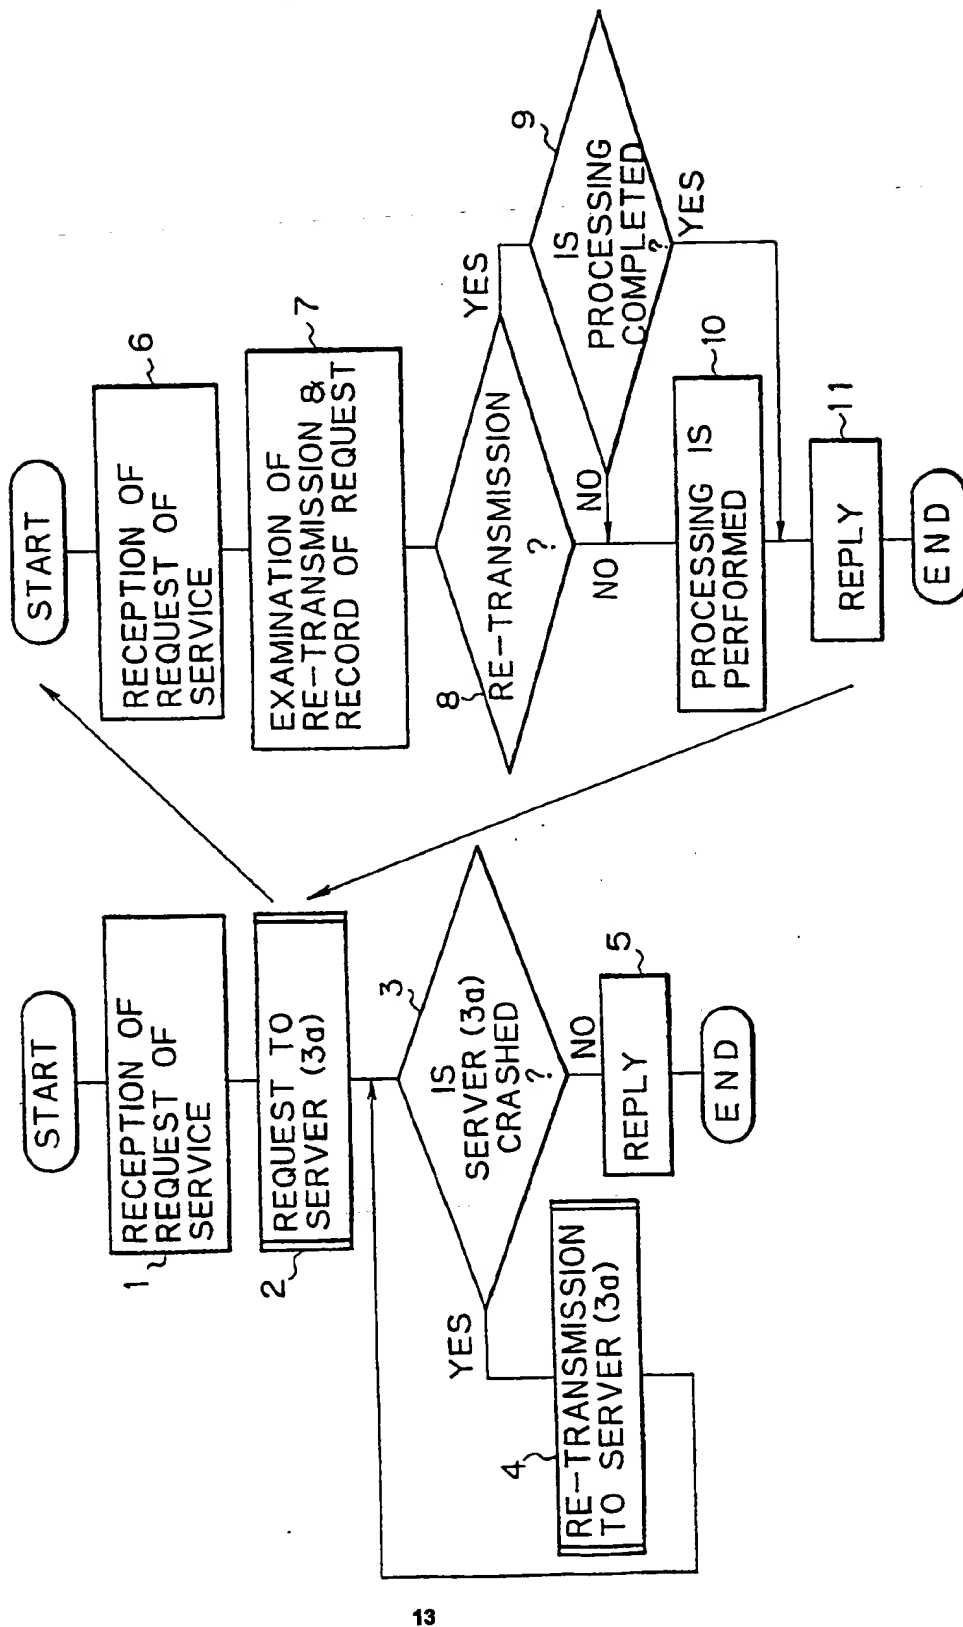 START
RECEPTION OF
REQUEST OF
SERVICE
1
REQUEST TO
SERVER (3a)
2
IS
SERVER (3a)
CRASHED
?
3
YES
NO
RE-TRANSMISSION
TO SERVER (3a)
4
REPLY
5
END
START
RECEPTION OF
REQUEST OF
SERVICE
6
EXAMINATION OF
RE-TRANSMISSION &
RECORD OF REQUEST
7
RE-TRANSMISSION
?
8
YES
NO
IS
PROCESSING
COMPLETED
?
9
NO
YES
PROCESSING IS
PERFORMED
10
REPLY
11
END
13